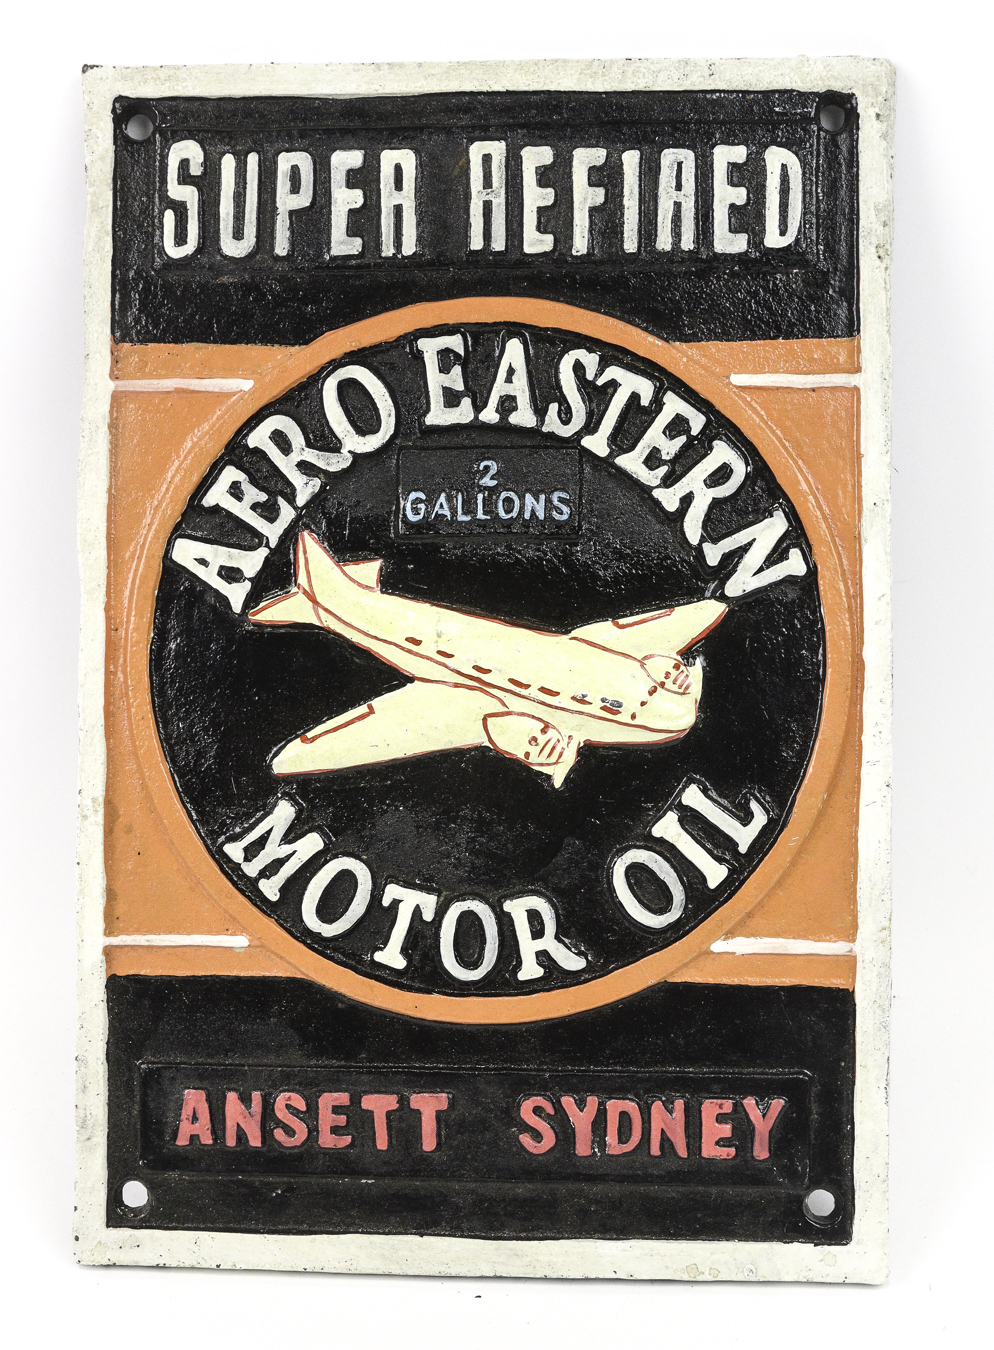 SUPER REFINED
AERO EASTERN
2
GALLONS
MOTOR OIL
ANSETT SYDNEY